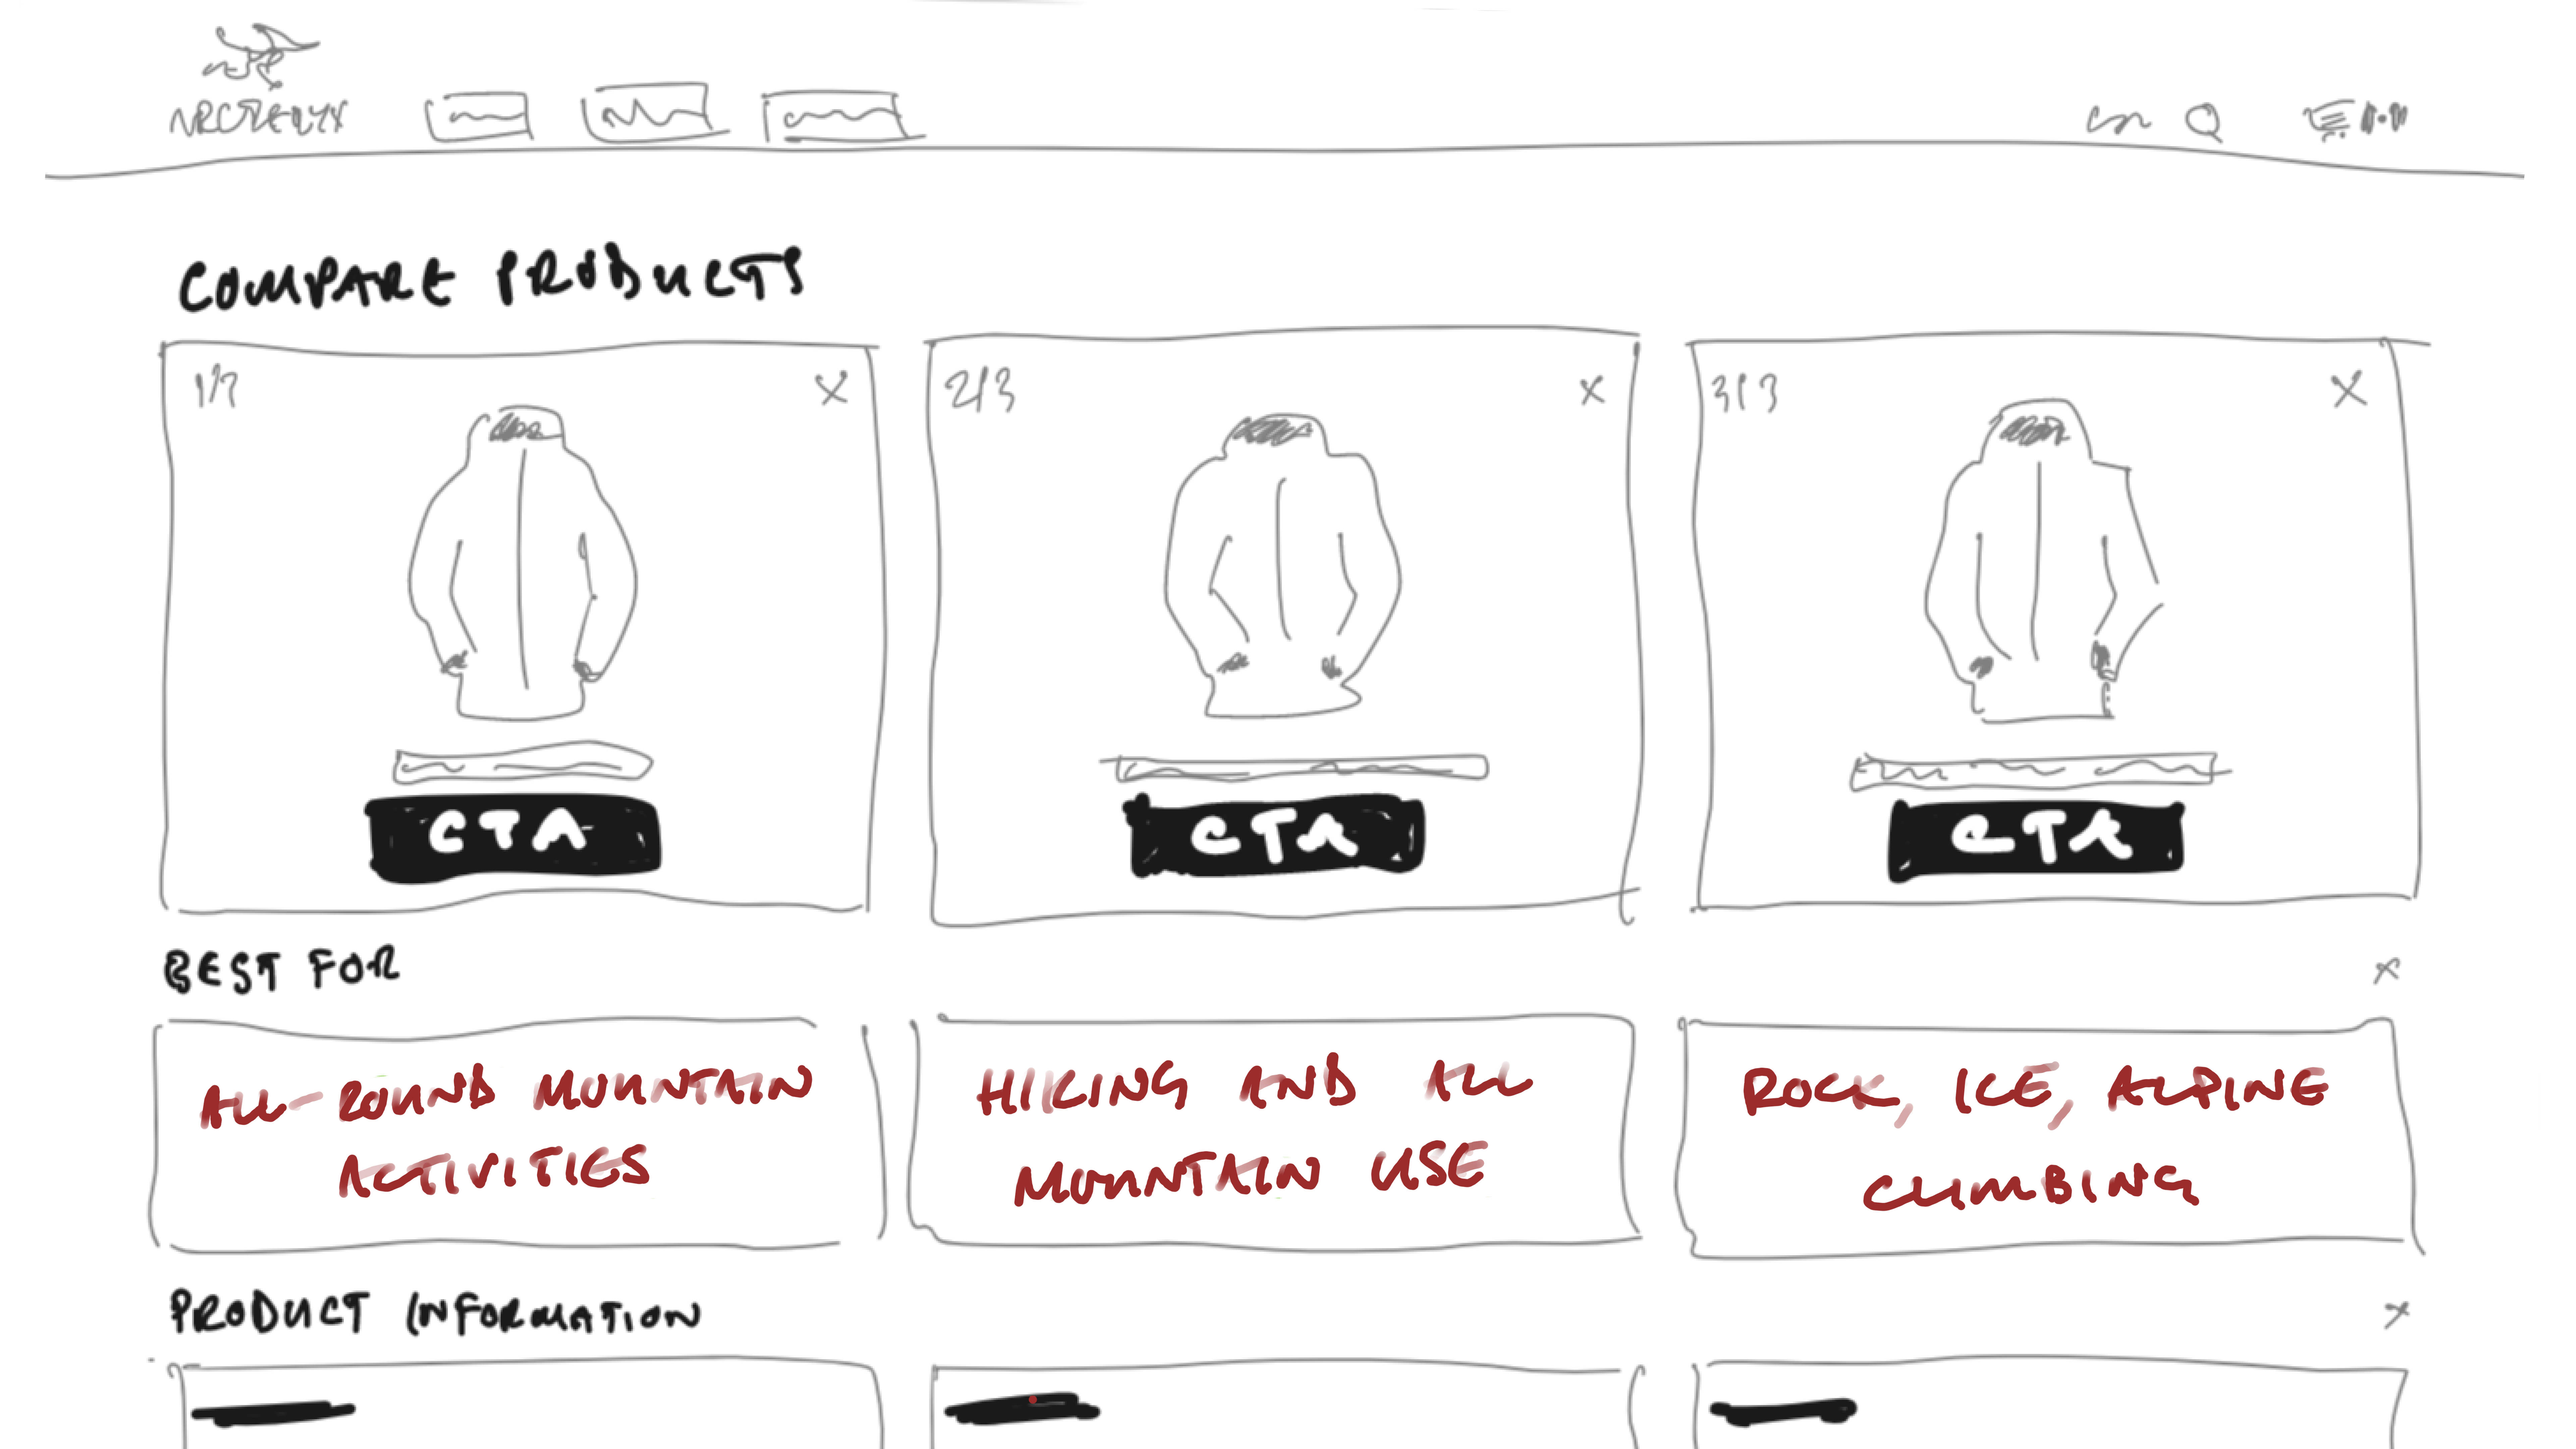 ARCTERYX
COMPARE PRODUCTS
1/3
X
2/3
X
3/3
X
CTA
CTA
CTA
BEST FOR
X
ALL-ROUND MOUNTAIN
ACTIVITIES
HIKING AND ALL
MOUNTAIN USE
ROCK, ICE, ALPINE
CLIMBING
PRODUCT INFORMATION
X